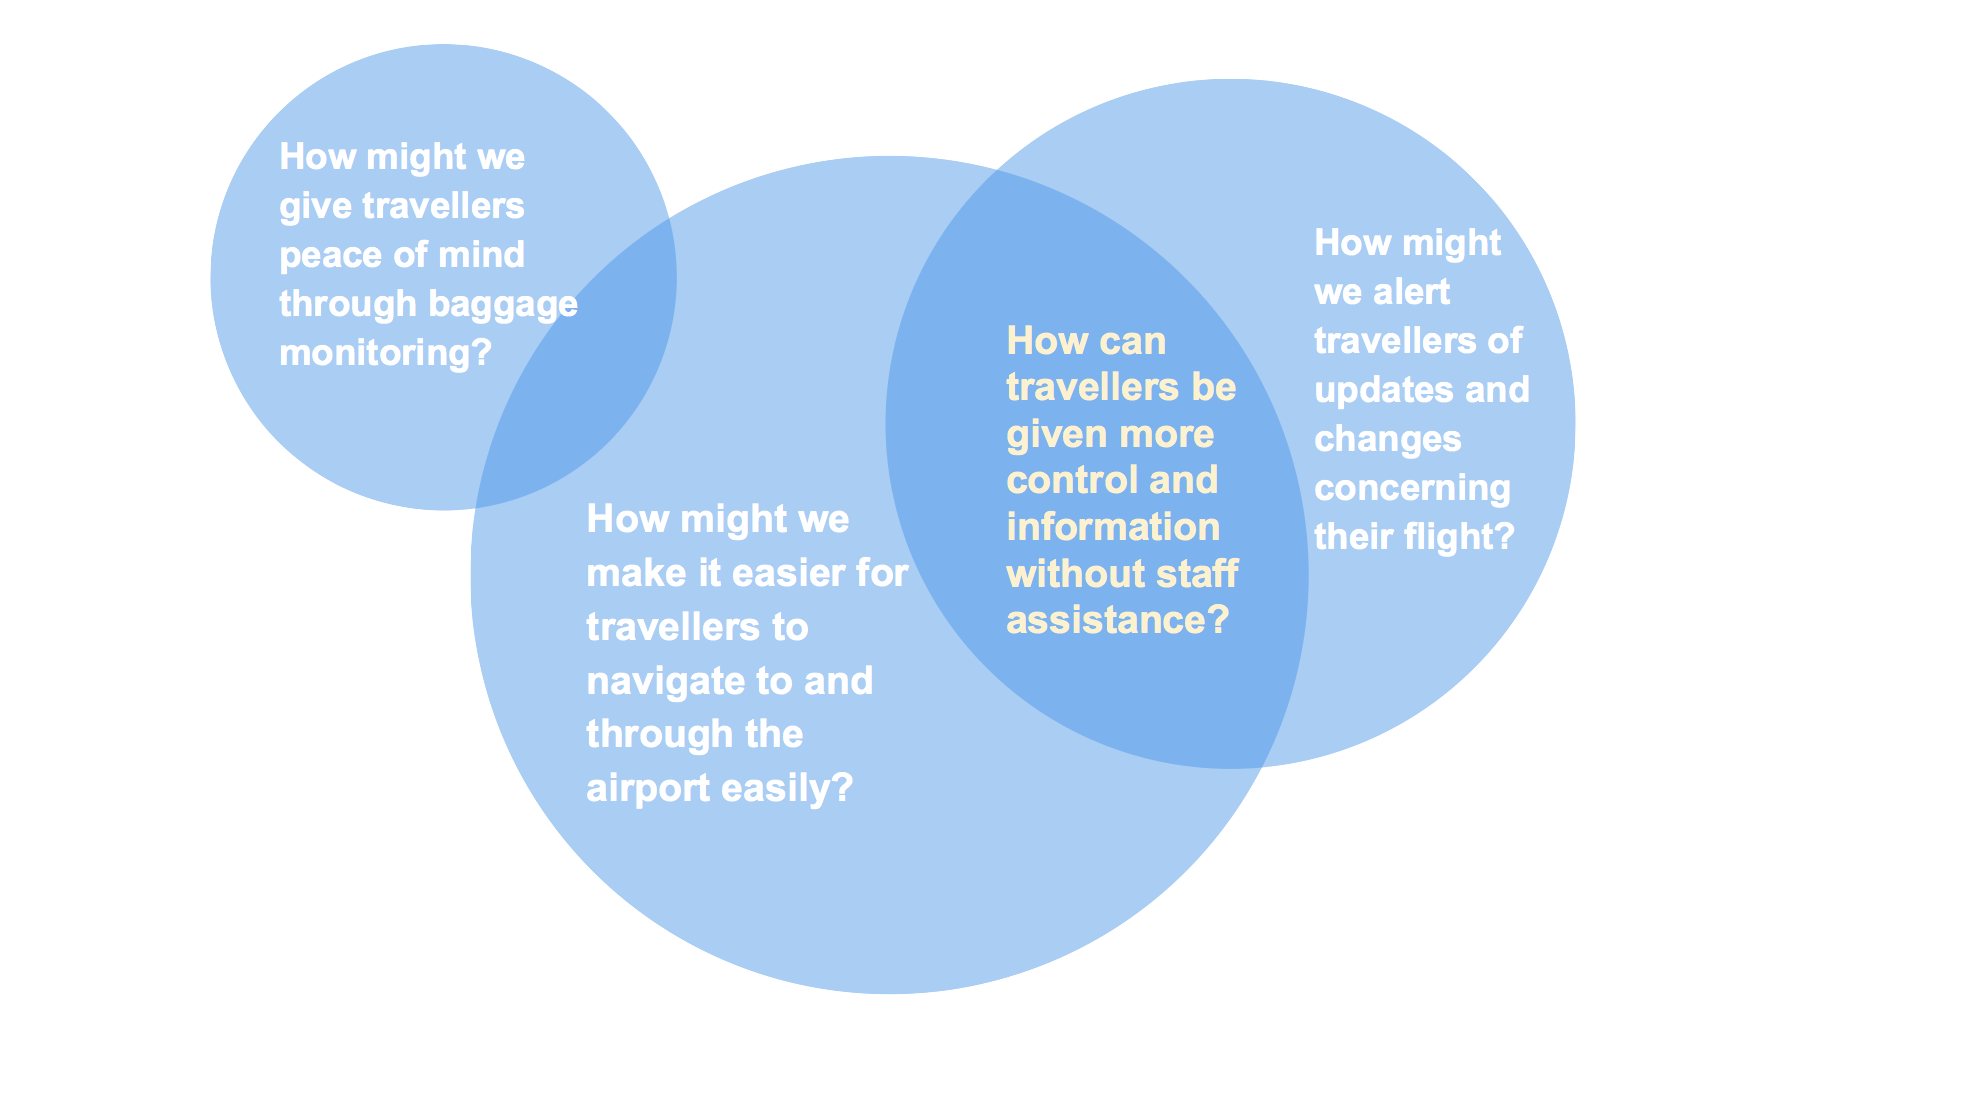 How might we
give travellers
peace of mind
through baggage
monitoring?
How might we
make it easier for
travellers to
navigate to and
through the
airport easily?
How can
travellers be
given more
control and
information
without staff
assistance?
How might
we alert
travellers of
updates and
changes
concerning
their flight?